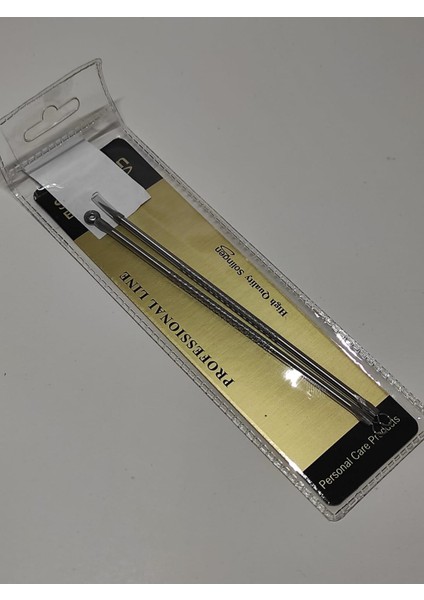 High Quality Solingen
PROFESSIONAL LINE
Personal Care Products